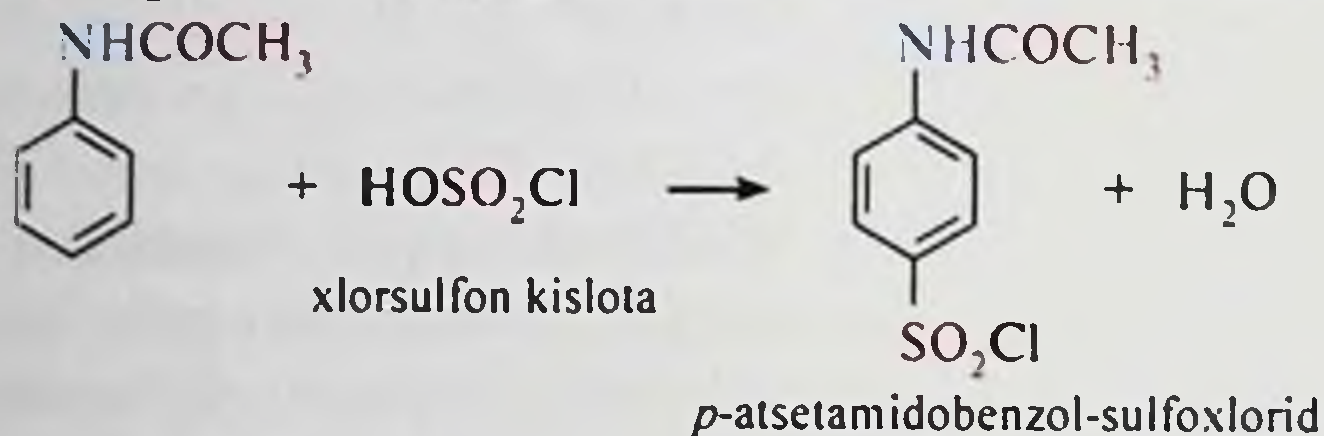 NHCOCH₃ NHCOCH₃
+ HOSO₂Cl → + H₂O
xlorsulfon kislota
SO₂Cl
p-atsetamidobenzol-sulfoxlorid